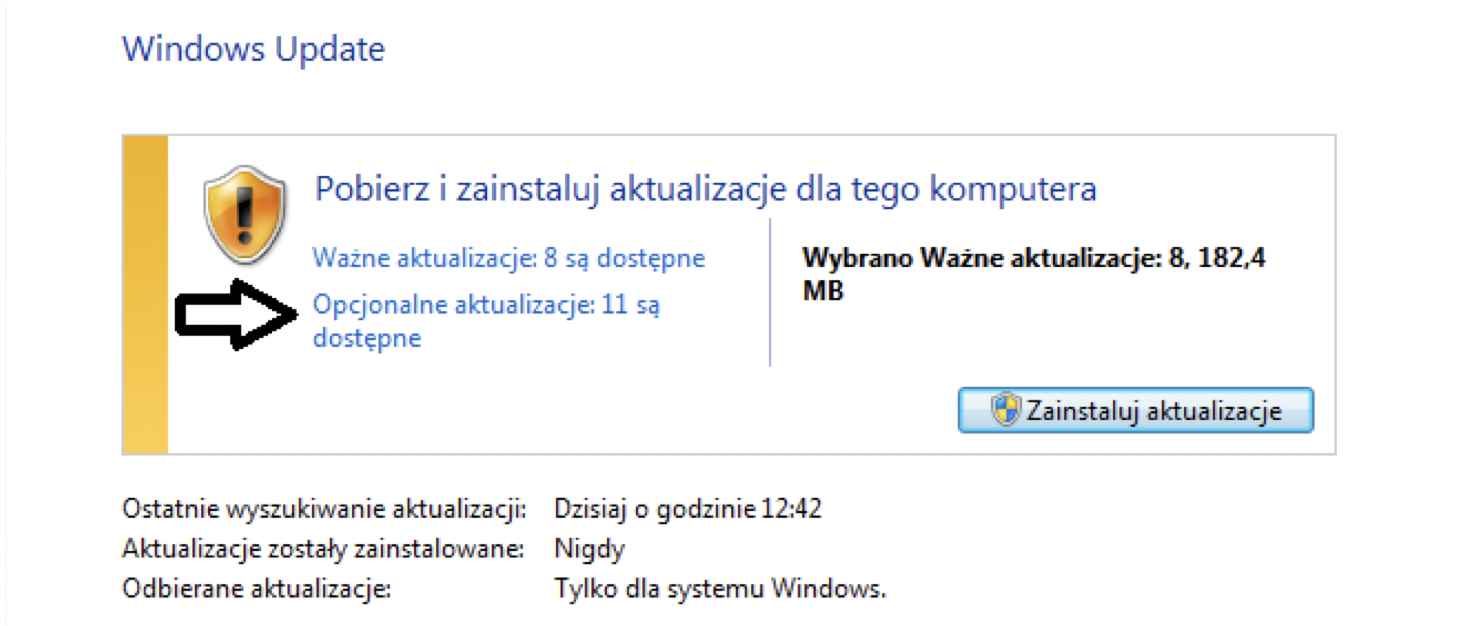 Windows Update
Pobierz i zainstaluj aktualizacje dla tego komputera
Ważne aktualizacje: 8 są dostępne
Opcjonalne aktualizacje: 11 są
dostępne
Wybrano Ważne aktualizacje: 8, 182,4
MB
Zainstaluj aktualizacje
Ostatnie wyszukiwanie aktualizacji: Dzisiaj o godzinie 12:42
Aktualizacje zostały zainstalowane: Nigdy
Odbierane aktualizacje: Tylko dla systemu Windows.